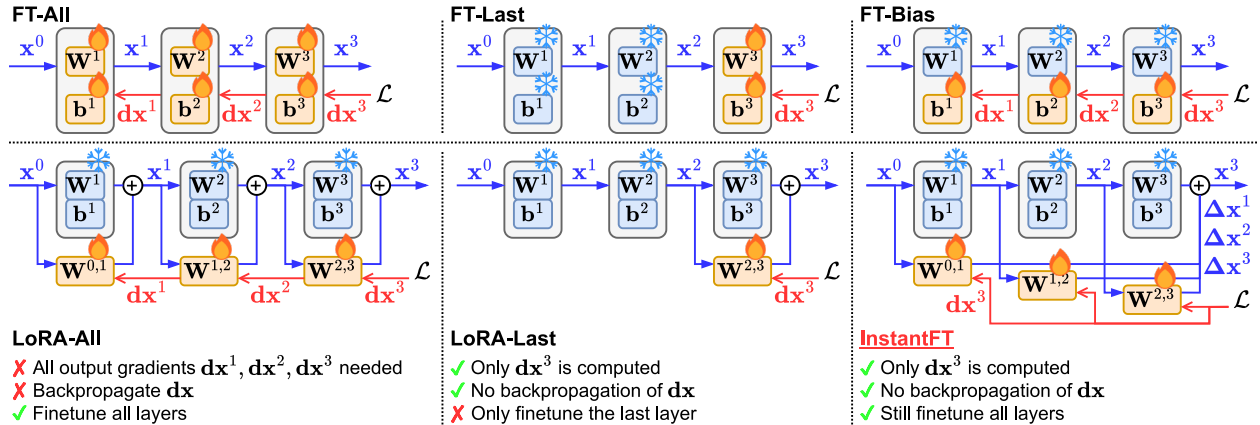 FT-All
x⁰ x¹ x² x³
W¹ W² W³
b¹ b² b³
dx¹ dx² dx³ ℒ
FT-Last
x⁰ x¹ x² x³
W¹ W² W³
b¹ b² b³
dx³ ℒ
FT-Bias
x⁰ x¹ x² x³
W¹ W² W³
b¹ b² b³
dx¹ dx² dx³ ℒ
x⁰ x¹ x² x³
W¹ W² W³
b¹ b² b³
W⁰,¹ W¹,² W²,³
dx¹ dx² dx³ ℒ
LoRA-All
✗ All output gradients dx¹, dx², dx³ needed
✗ Backpropagate dx
✓ Finetune all layers
x⁰ x¹ x² x³
W¹ W² W³
b¹ b² b³
W²,³
dx³ ℒ
LoRA-Last
✓ Only dx³ is computed
✓ No backpropagation of dx
✗ Only finetune the last layer
x⁰ x¹ x² x³
W¹ W² W³
b¹ b² b³
Δx¹
Δx²
Δx³
W⁰,¹ W¹,² W²,³
dx³ ℒ
InstantFT
✓ Only dx³ is computed
✓ No backpropagation of dx
✓ Still finetune all layers